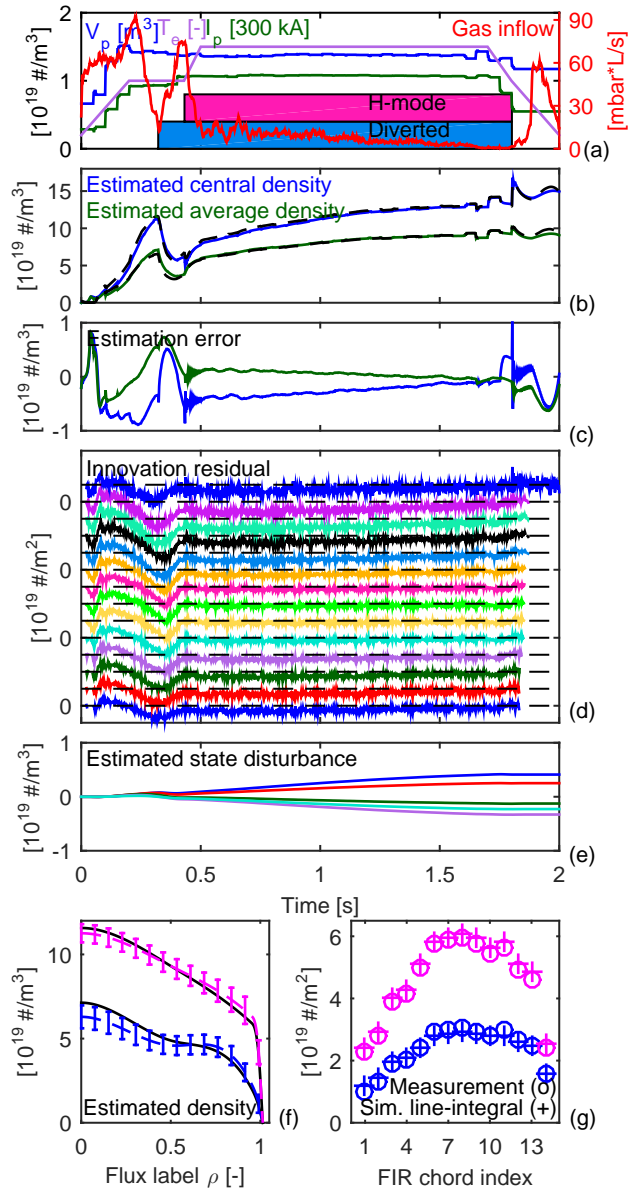 V_p [m^3] T_e [-] I_p [300 kA] Gas inflow
[10^19 #/m^3]
2
1
0
90
60
30
0
[mbar*L/s]
H-mode
Diverted
(a)
Estimated central density
Estimated average density
[10^19 #/m^3]
15
10
5
0
(b)
Estimation error
[10^19 #/m^3]
1
0
-1
(c)
Innovation residual
[10^19 #/m^2]
0
0
0
0
(d)
Estimated state disturbance
[10^19 #/m^3]
1
0
-1
(e)
0 0.5 1 1.5 2
Time [s]
[10^19 #/m^3]
10
5
0
Estimated density
(f)
0 0.5 1
Flux label ρ [-]
[10^19 #/m^2]
6
4
2
0
Measurement (o)
Sim. line-integral (+)
(g)
1 4 7 10 13
FIR chord index